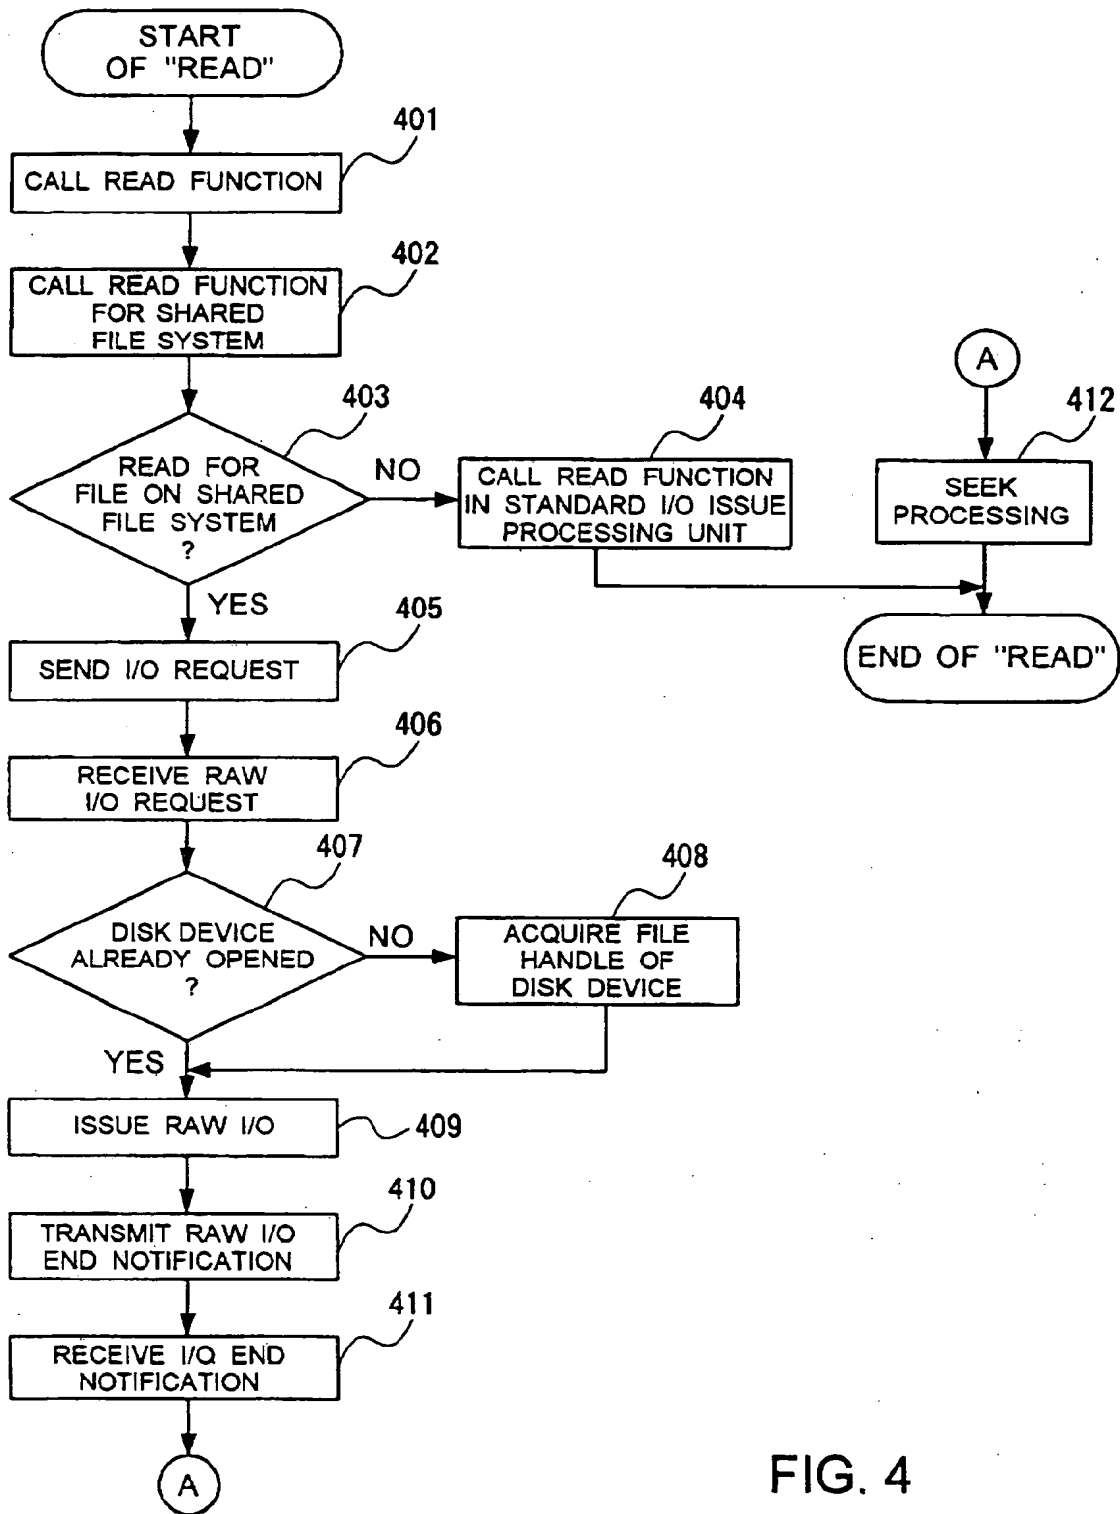 START
OF "READ"
401
CALL READ FUNCTION
402
CALL READ FUNCTION
FOR SHARED
FILE SYSTEM
403
READ FOR
FILE ON SHARED
FILE SYSTEM
?
NO
404
CALL READ FUNCTION
IN STANDARD I/O ISSUE
PROCESSING UNIT
YES
405
SEND I/O REQUEST
406
RECEIVE RAW
I/O REQUEST
407
DISK DEVICE
ALREADY OPENED
?
NO
408
ACQUIRE FILE
HANDLE OF
DISK DEVICE
YES
ISSUE RAW I/O
409
410
TRANSMIT RAW I/O
END NOTIFICATION
411
RECEIVE I/O END
NOTIFICATION
A
A
412
SEEK
PROCESSING
END OF "READ"
FIG. 4